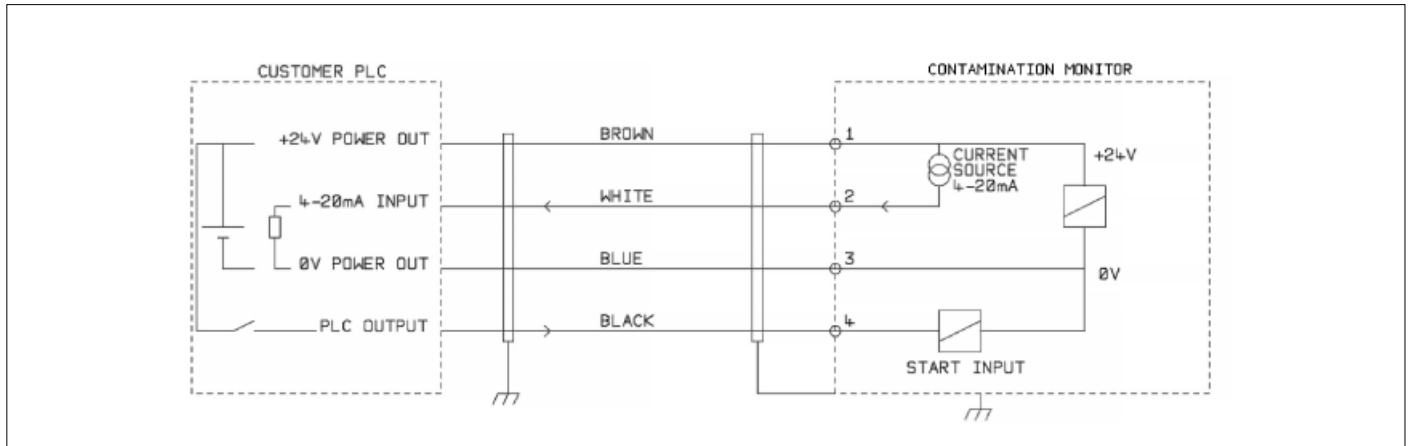 CUSTOMER PLC
CONTAMINATION MONITOR
+24V POWER OUT
BROWN
1
CURRENT
SOURCE
4-20mA
+24V
4-20mA INPUT
WHITE
2
0V POWER OUT
BLUE
3
0V
PLC OUTPUT
BLACK
4
START INPUT